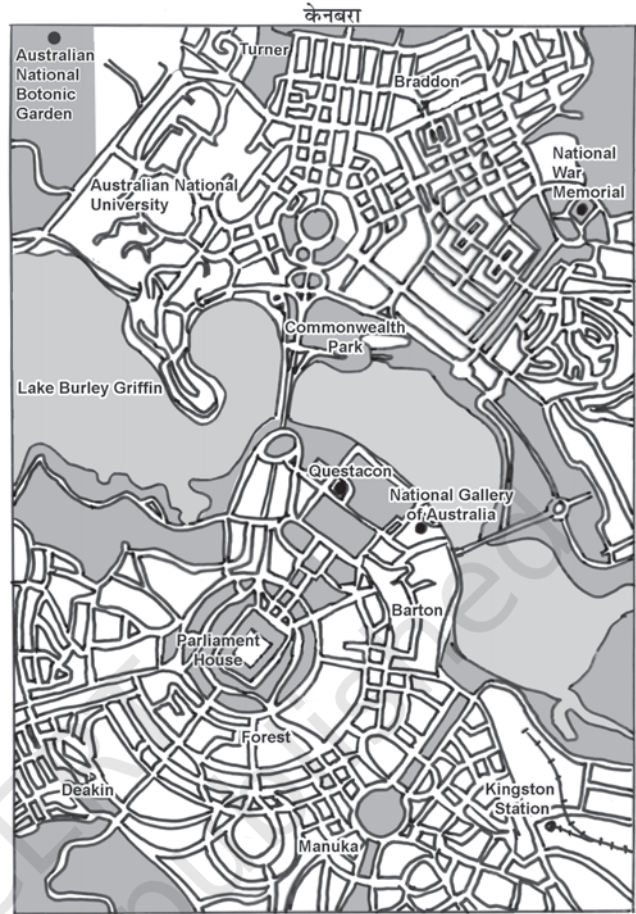 केनबरा
Australian
National
Botonic
Garden
Turner
Braddon
National
War
Memorial
Australian National
University
Commonwealth
Park
Lake Burley Griffin
Questacon
National Gallery
of Australia
Barton
Parliament
House
Forest
Deakin
Kingston
Station
Manuka